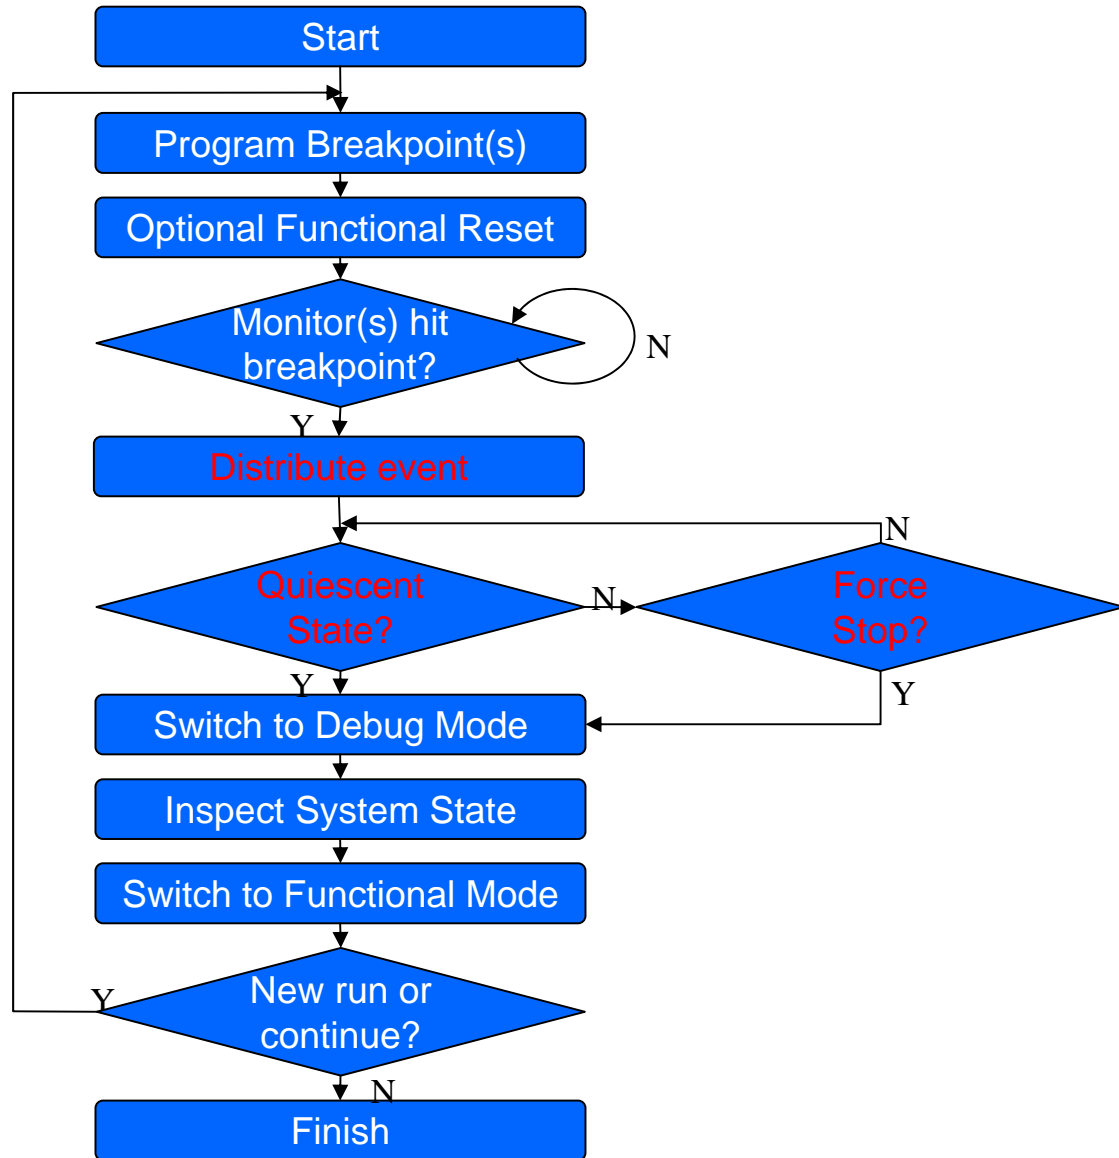 Start
Program Breakpoint(s)
Optional Functional Reset
Monitor(s) hit
breakpoint?
N
Y
Distribute event
N
Quiescent
State?
N
Force
Stop?
Y
Y
Switch to Debug Mode
Inspect System State
Switch to Functional Mode
New run or
continue?
Y
N
Finish